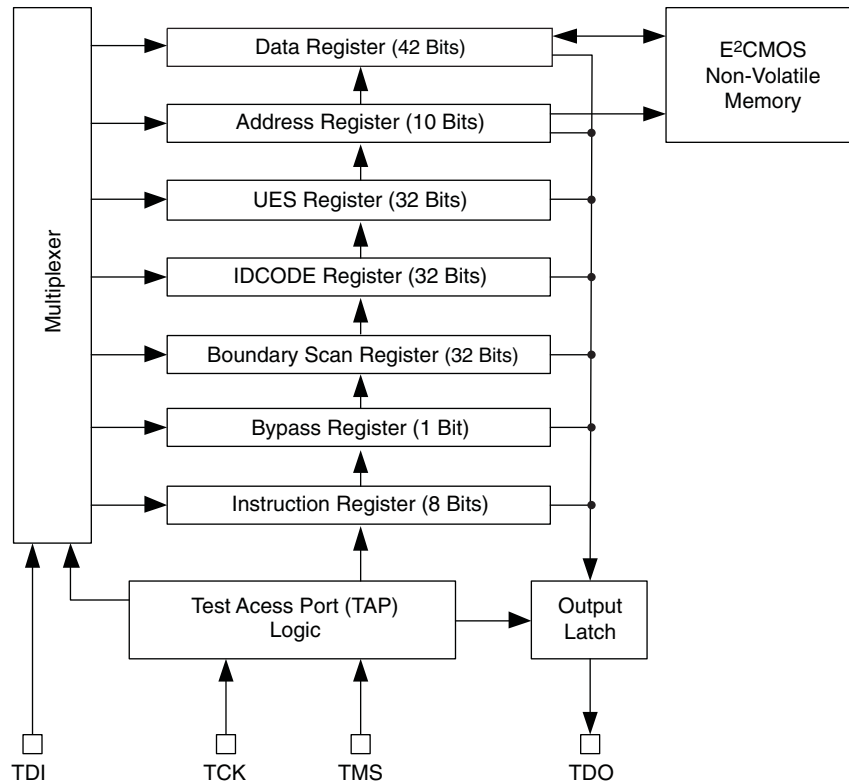 Data Register (42 Bits)
E²CMOS
Non-Volatile
Memory
Address Register (10 Bits)
UES Register (32 Bits)
Multiplexer
IDCODE Register (32 Bits)
Boundary Scan Register (32 Bits)
Bypass Register (1 Bit)
Instruction Register (8 Bits)
Test Acess Port (TAP)
Logic
Output
Latch
TDI
TCK
TMS
TDO